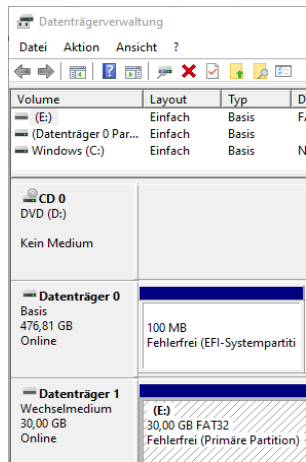 Datenträgerverwaltung
Datei Aktion Ansicht ?
Volume Layout Typ D
(E:) Einfach Basis FA
(Datenträger 0 Par... Einfach Basis
Windows (C:) Einfach Basis N
CD 0
DVD (D:)
Kein Medium
Datenträger 0
Basis
476,81 GB
Online
100 MB
Fehlerfrei (EFI-Systempartiti
Datenträger 1
Wechselmedium
30,00 GB
Online
(E:)
30,00 GB FAT32
Fehlerfrei (Primäre Partition)